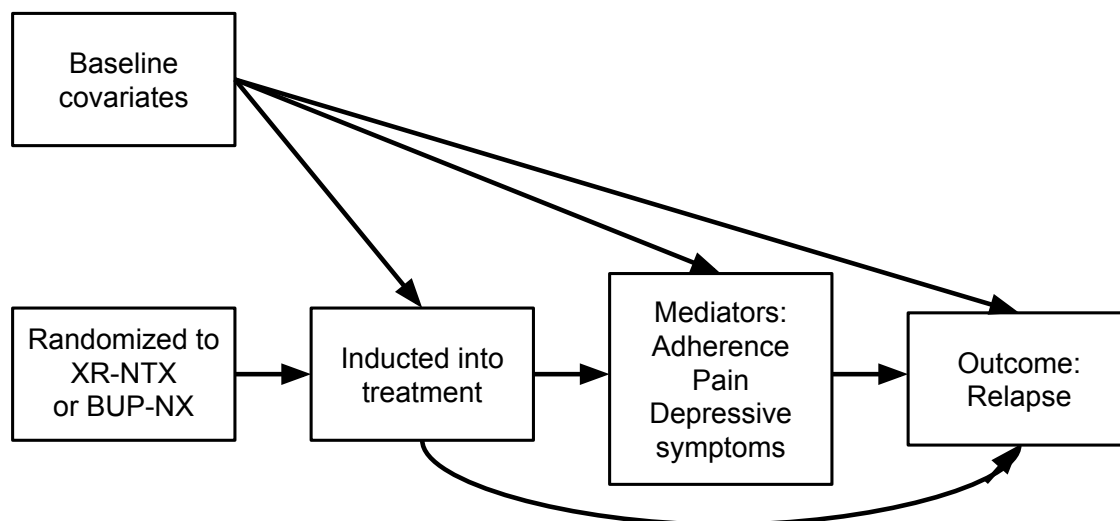 Baseline
covariates
Randomized to
XR-NTX
or BUP-NX
Inducted into
treatment
Mediators:
Adherence
Pain
Depressive
symptoms
Outcome:
Relapse